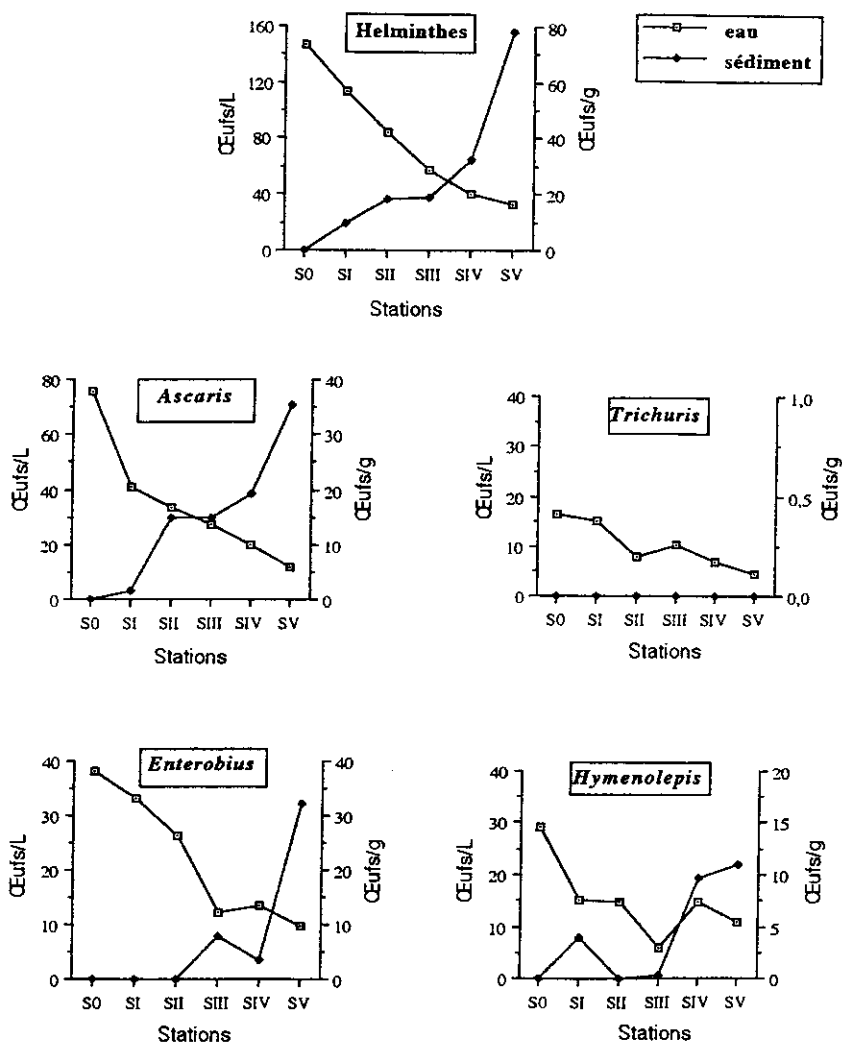 Helminthes
eau
sédiment
160
120
80
40
0
Œufs/L
80
60
40
20
0
Œufs/g
S0 SI SII SIII SIV SV
Stations
Ascaris
80
60
40
20
0
Œufs/L
40
30
20
10
0
Œufs/g
S0 SI SII SIII SIV SV
Stations
Trichuris
40
30
20
10
0
Œufs/L
1,0
0,5
0,0
Œufs/g
S0 SI SII SIII SIV SV
Stations
Enterobius
40
30
20
10
0
Œufs/L
40
30
20
10
0
Œufs/g
S0 SI SII SIII SIV SV
Stations
Hymenolepis
40
30
20
10
0
Œufs/L
20
15
10
5
0
Œufs/g
S0 SI SII SIII SIV SV
Stations